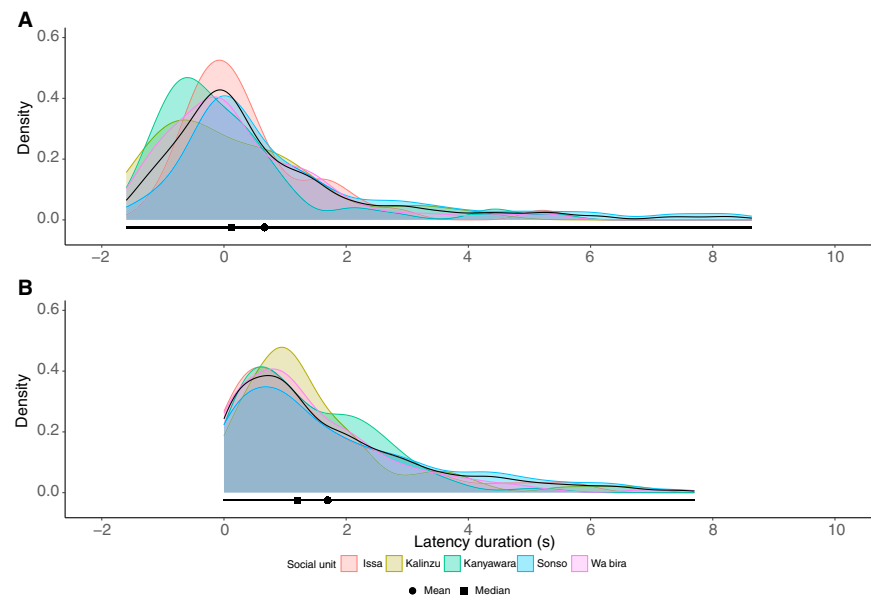 A
0.6
0.4
0.2
0.0
Density
−2 0 2 4 6 8 10
B
0.6
0.4
0.2
0.0
Density
−2 0 2 4 6 8 10
Latency duration (s)
Social unit Issa Kalinzu Kanyawara Sonso Wa bira
Mean Median